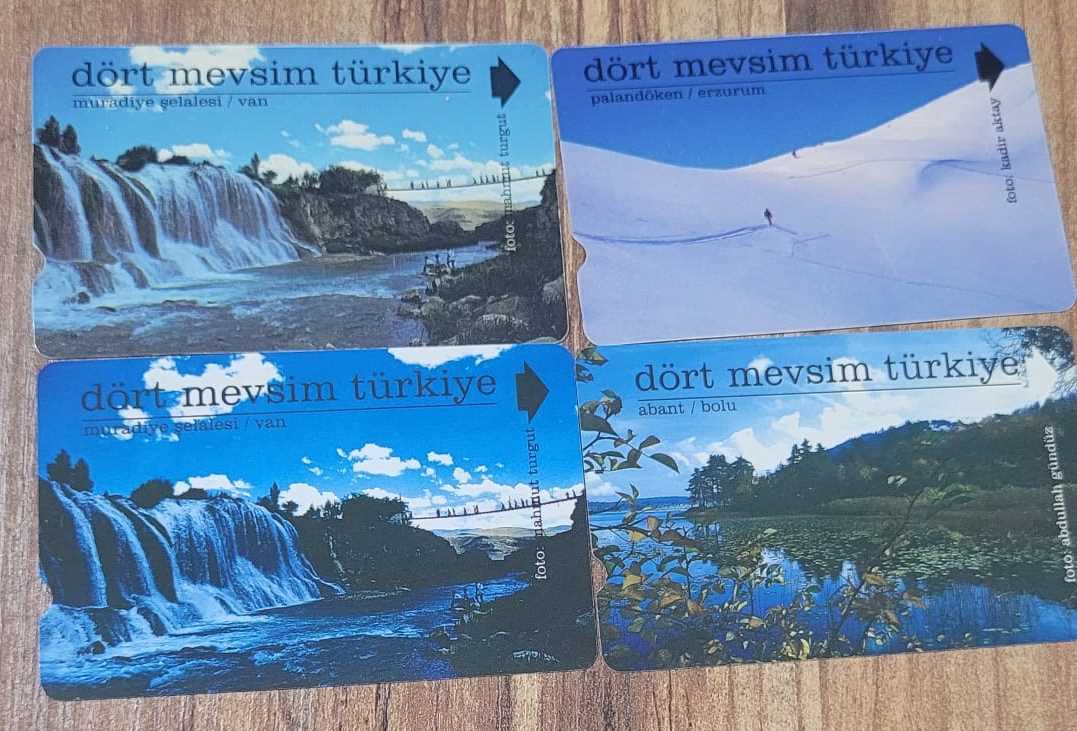 dört mevsim türkiye
muradiye şelalesi / van
foto: mahmut turgut
dört mevsim türkiye
palandöken / erzurum
foto: kadir aktay
dört mevsim türkiye
muradiye şelalesi / van
foto: mahmut turgut
dört mevsim türkiye
abant / bolu
foto: abdullah gündüz